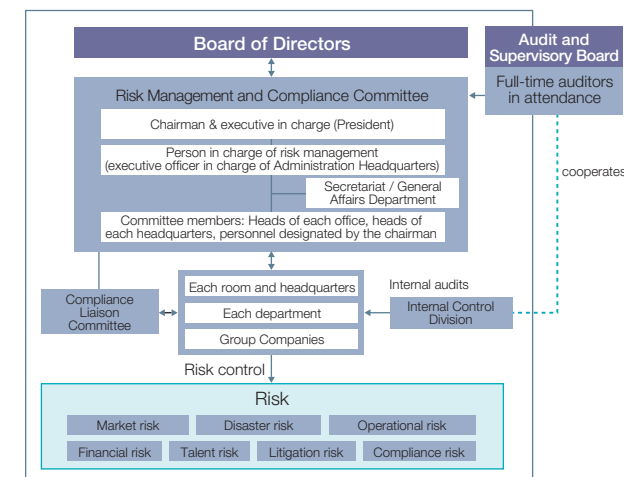 Board of Directors
Audit and
Supervisory Board
Full-time auditors
in attendance
Risk Management and Compliance Committee
Chairman & executive in charge (President)
Person in charge of risk management
(executive officer in charge of Administration Headquarters)
Secretariat / General
Affairs Department
Committee members: Heads of each office, heads of
each headquarters, personnel designated by the chairman
cooperates
Each room and headquarters
Each department
Group Companies
Compliance
Liaison
Committee
Internal audits
Internal Control
Division
Risk control
Risk
Market risk
Disaster risk
Operational risk
Financial risk
Talent risk
Litigation risk
Compliance risk